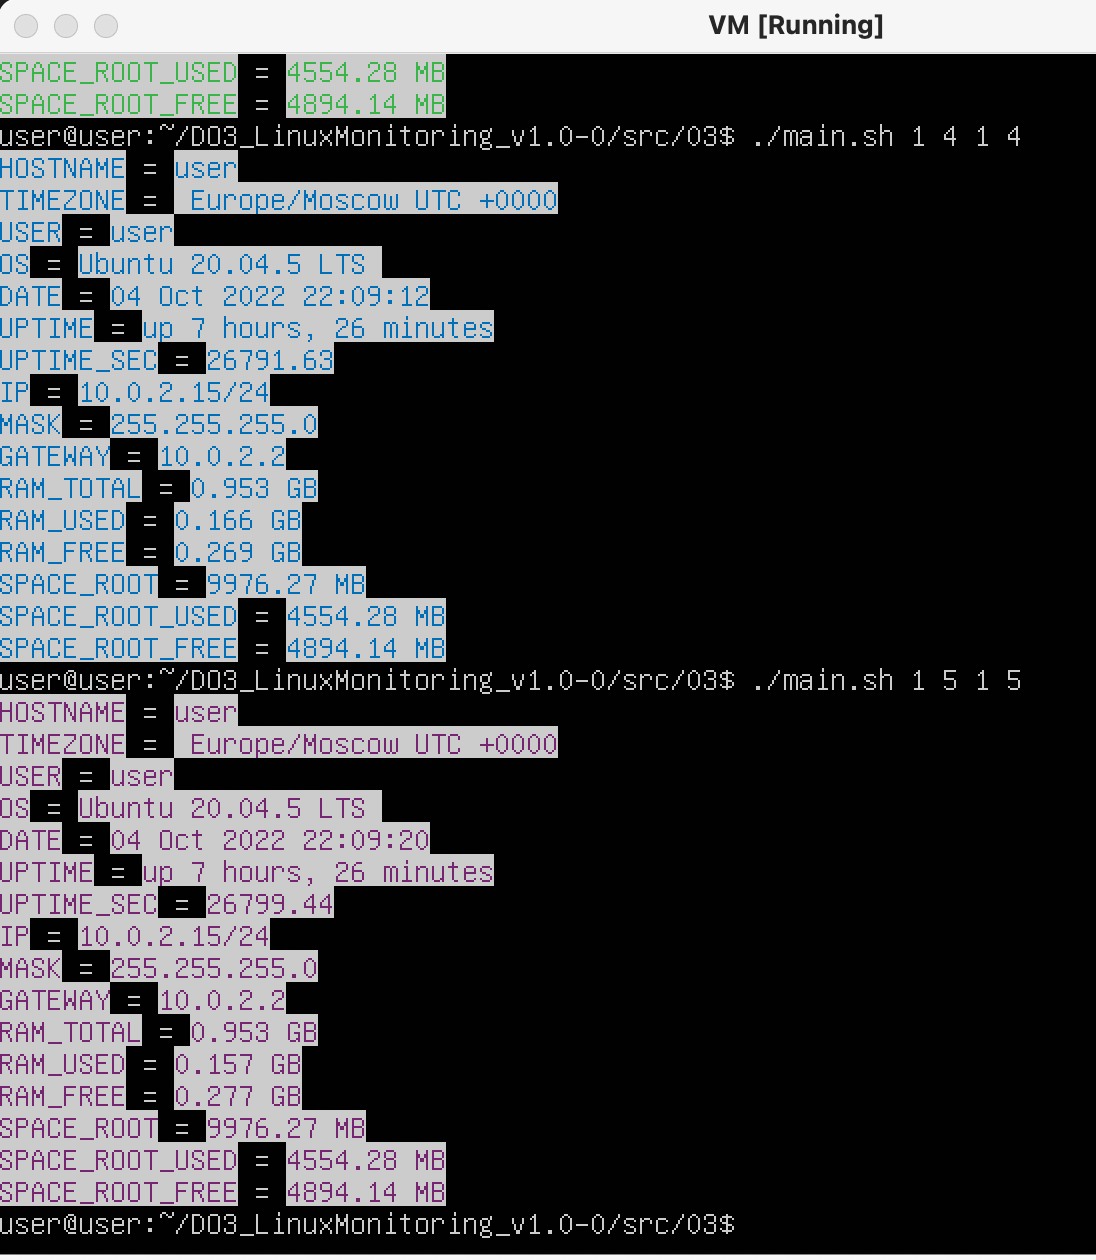 VM [Running]
SPACE_ROOT_USED = 4554.28 MB
SPACE_ROOT_FREE = 4894.14 MB
user@user:~/DO3_LinuxMonitoring_v1.0-0/src/03$ ./main.sh 1 4 1 4
HOSTNAME = user
TIMEZONE =  Europe/Moscow UTC +0000
USER = user
OS = Ubuntu 20.04.5 LTS
DATE = 04 Oct 2022 22:09:12
UPTIME = up 7 hours, 26 minutes
UPTIME_SEC = 26791.63
IP = 10.0.2.15/24
MASK = 255.255.255.0
GATEWAY = 10.0.2.2
RAM_TOTAL = 0.953 GB
RAM_USED = 0.166 GB
RAM_FREE = 0.269 GB
SPACE_ROOT = 9976.27 MB
SPACE_ROOT_USED = 4554.28 MB
SPACE_ROOT_FREE = 4894.14 MB
user@user:~/DO3_LinuxMonitoring_v1.0-0/src/03$ ./main.sh 1 5 1 5
HOSTNAME = user
TIMEZONE =  Europe/Moscow UTC +0000
USER = user
OS = Ubuntu 20.04.5 LTS
DATE = 04 Oct 2022 22:09:20
UPTIME = up 7 hours, 26 minutes
UPTIME_SEC = 26799.44
IP = 10.0.2.15/24
MASK = 255.255.255.0
GATEWAY = 10.0.2.2
RAM_TOTAL = 0.953 GB
RAM_USED = 0.157 GB
RAM_FREE = 0.277 GB
SPACE_ROOT = 9976.27 MB
SPACE_ROOT_USED = 4554.28 MB
SPACE_ROOT_FREE = 4894.14 MB
user@user:~/DO3_LinuxMonitoring_v1.0-0/src/03$